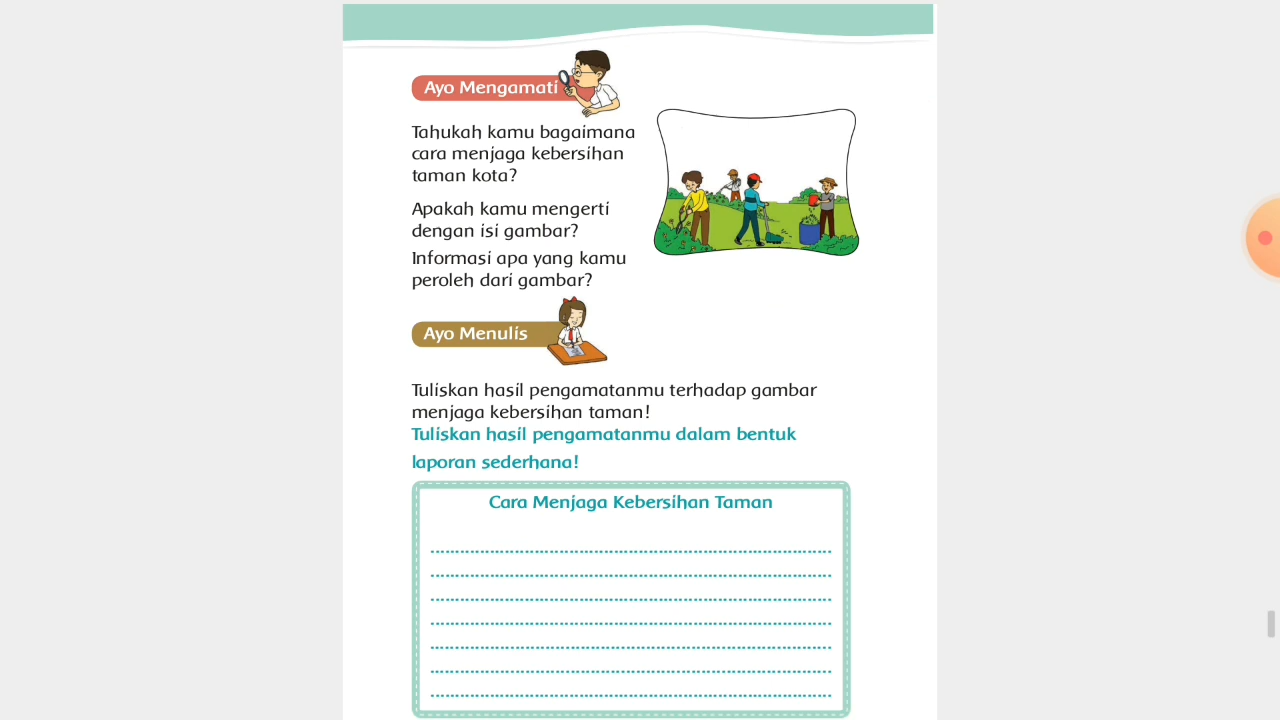 Ayo Mengamati
Tahukah kamu bagaimana
cara menjaga kebersihan
taman kota?
Apakah kamu mengerti
dengan isi gambar?
Informasi apa yang kamu
peroleh dari gambar?
Ayo Menulis
Tuliskan hasil pengamatanmu terhadap gambar
menjaga kebersihan taman!
Tuliskan hasil pengamatanmu dalam bentuk
laporan sederhana!
Cara Menjaga Kebersihan Taman